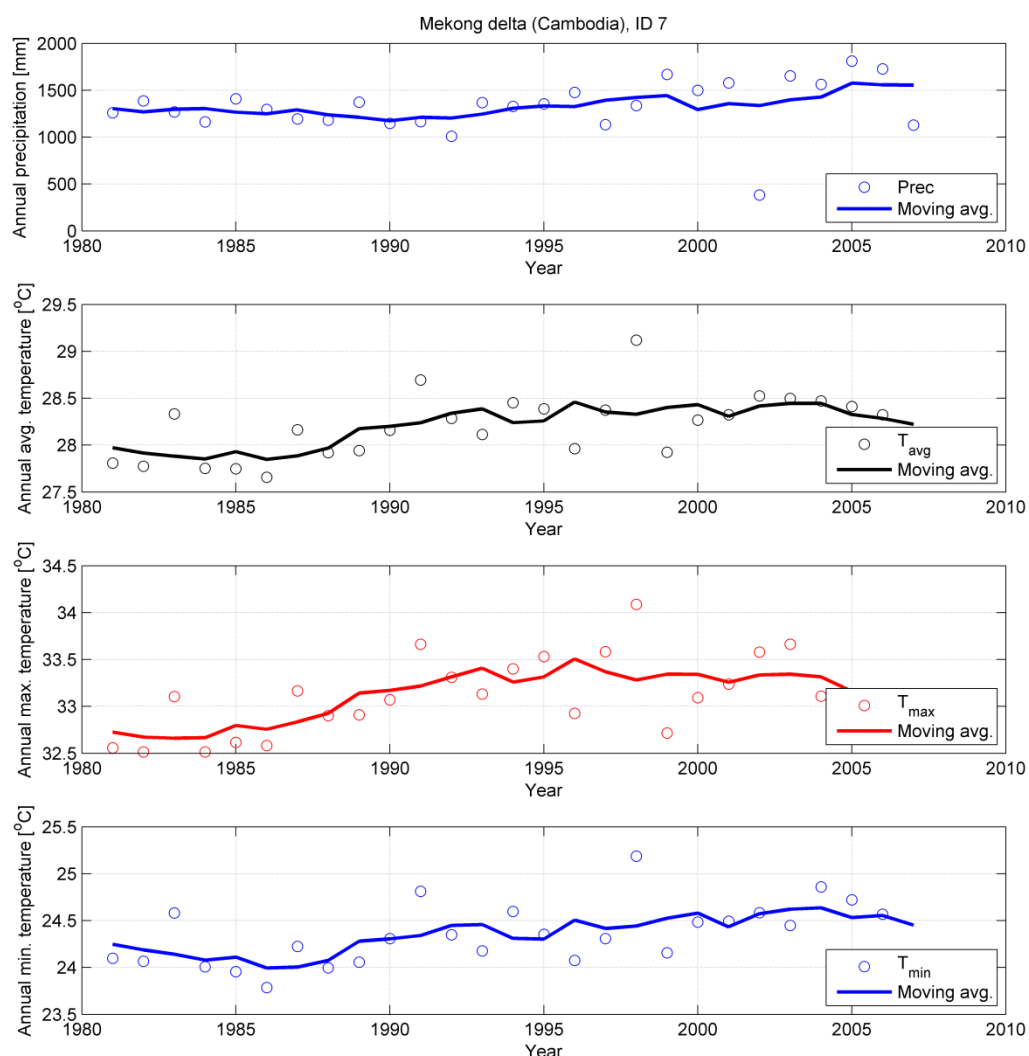 Mekong delta (Cambodia), ID 7
Annual precipitation [mm]
2000
1500
1000
500
0
Prec
Moving avg.
1980 1985 1990 1995 2000 2005 2010
Year
Annual avg. temperature [°C]
29.5
29
28.5
28
27.5
T_avg
Moving avg.
1980 1985 1990 1995 2000 2005 2010
Year
Annual max. temperature [°C]
34.5
34
33.5
33
32.5
T_max
Moving avg.
1980 1985 1990 1995 2000 2005 2010
Year
Annual min. temperature [°C]
25.5
25
24.5
24
23.5
T_min
Moving avg.
1980 1985 1990 1995 2000 2005 2010
Year